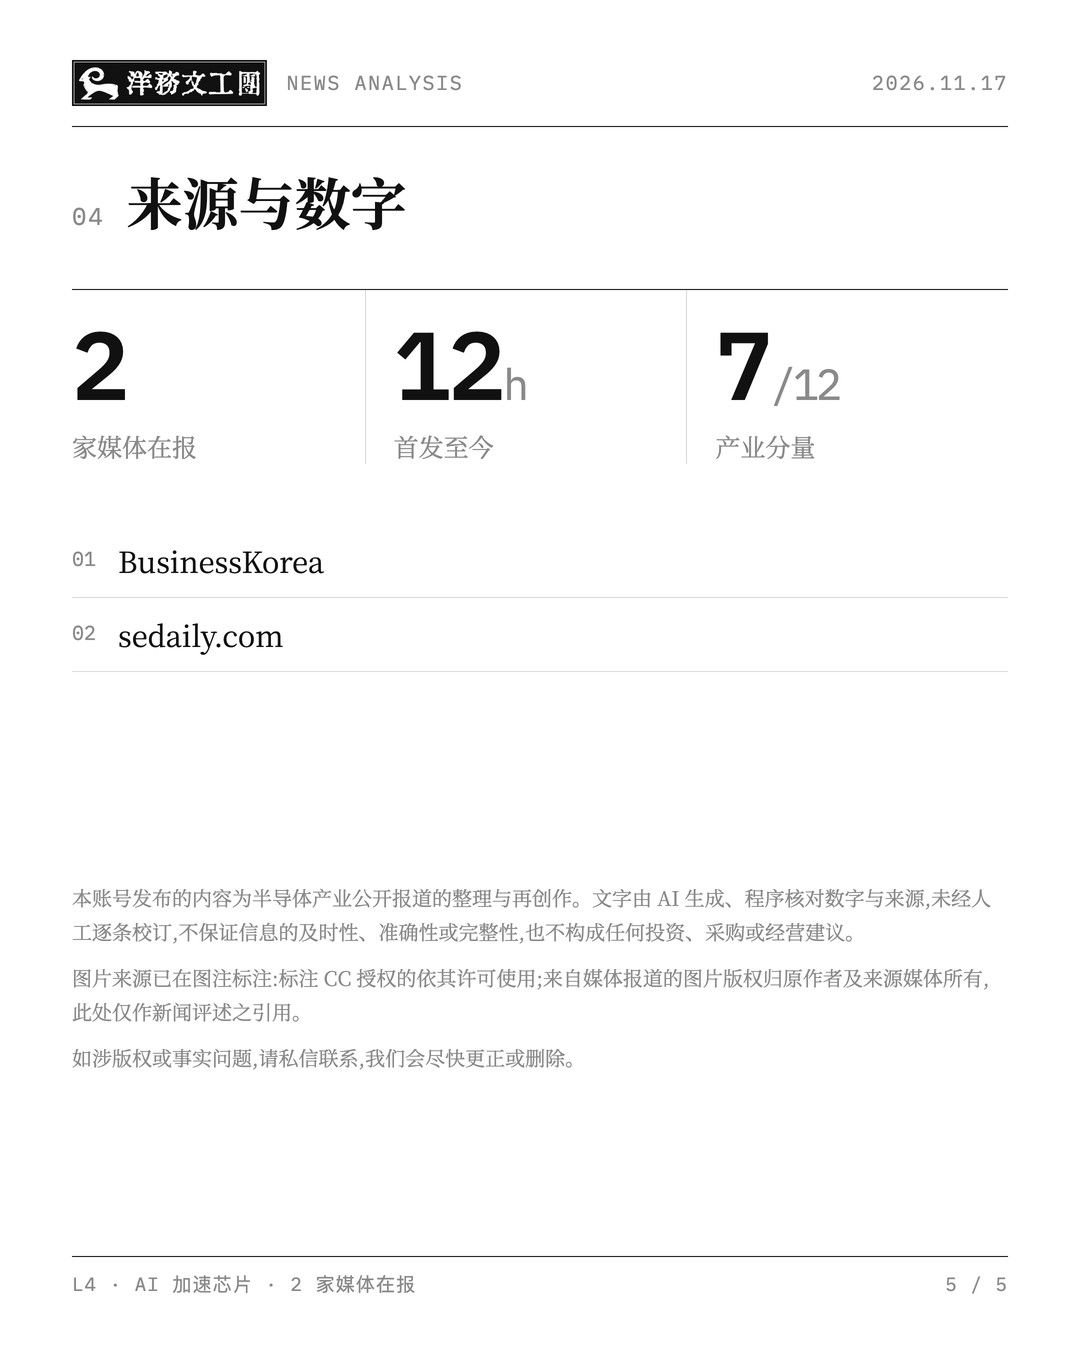 洋務文工團 NEWS ANALYSIS 2026.11.17
04 来源与数字
2 12h 7/12
家媒体在报 首发至今 产业分量
01 BusinessKorea
02 sedaily.com
本账号发布的内容为半导体产业公开报道的整理与再创作。文字由 AI 生成、程序核对数字与来源,未经人
工逐条校订,不保证信息的及时性、准确性或完整性,也不构成任何投资、采购或经营建议。
图片来源已在图注标注:标注 CC 授权的依其许可使用;来自媒体报道的图片版权归原作者及来源媒体所有,
此处仅作新闻评述之引用。
如涉版权或事实问题,请私信联系,我们会尽快更正或删除。
L4 · AI 加速芯片 · 2 家媒体在报 5 / 5